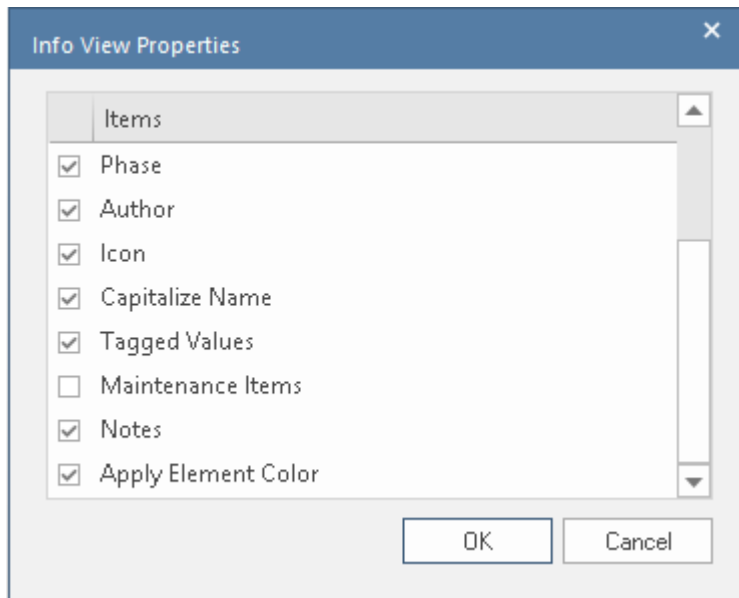 Info View Properties
Items
Phase
Author
Icon
Capitalize Name
Tagged Values
Maintenance Items
Notes
Apply Element Color
OK Cancel